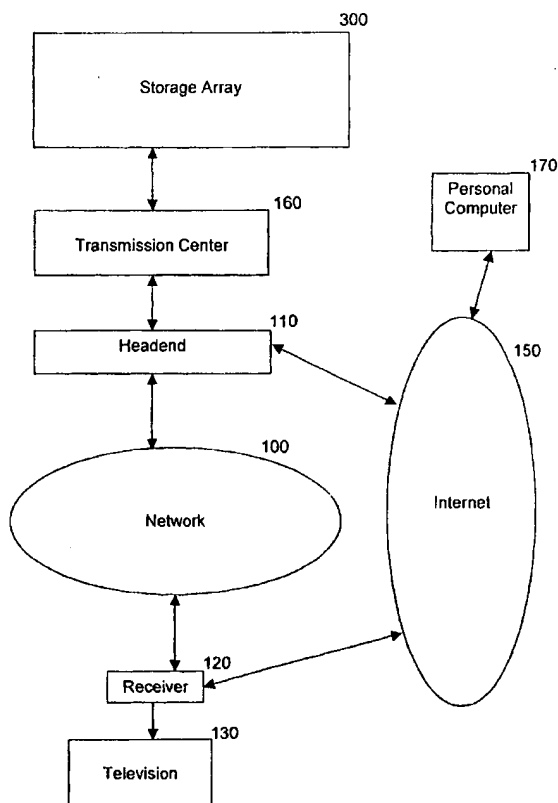 300
Storage Array
170
Personal
Computer
160
Transmission Center
110
Headend
150
100
Internet
Network
120
Receiver
130
Television